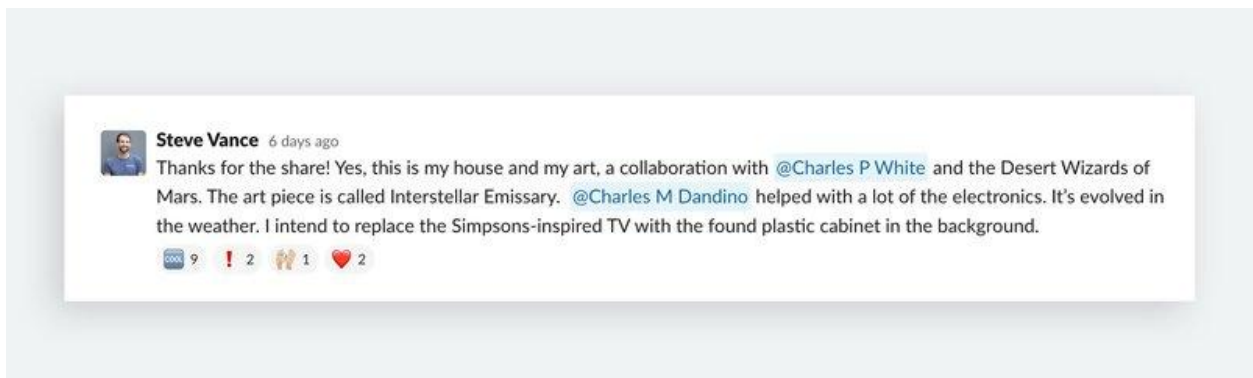 Steve Vance 6 days ago
Thanks for the share! Yes, this is my house and my art, a collaboration with @Charles P White and the Desert Wizards of
Mars. The art piece is called Interstellar Emissary. @Charles M Dandino helped with a lot of the electronics. It's evolved in
the weather. I intend to replace the Simpsons-inspired TV with the found plastic cabinet in the background.
COOL 9 ❗ 2 🙌🏼 1 ❤️ 2